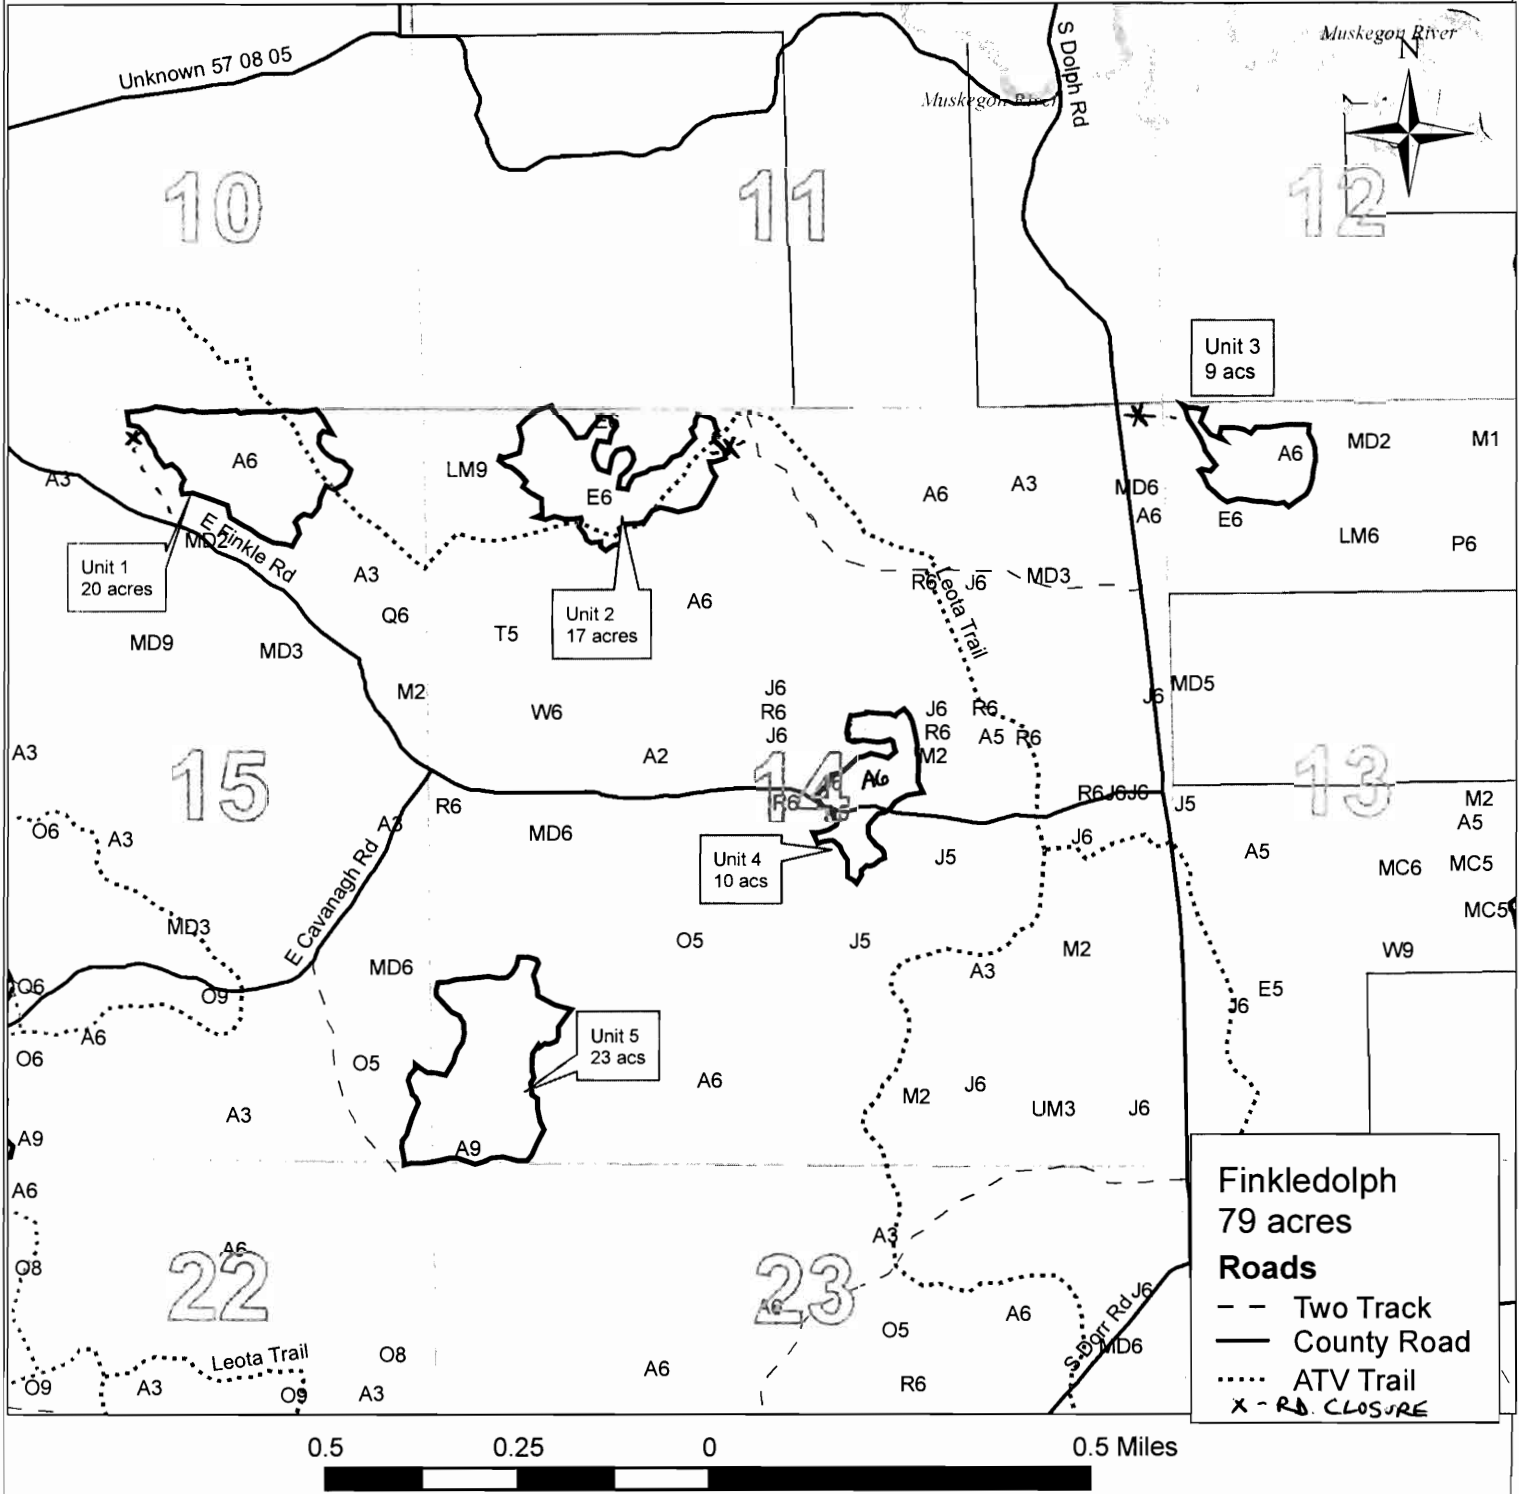 Muskegon River
N
S Dolph Rd
Unknown 57 08 05
Muskegon River
10
11
12
Unit 3
9 acs
A6
MD2
M1
A6
LM9
E6
E6
A3
A6
A3
MD6
A6
E6
LM6
P6
E Finkle Rd
MD2
Unit 1
20 acres
A3
R6
J6
MD3
Leota Trail
Q6
Unit 2
17 acres
A6
T5
MD9
MD3
M2
W6
J6
R6
J6
J6
R6
M2
R6
A5
R6
J6
MD5
A3
A2
15
14
13
A6
R6
R6
J6
J6
J5
M2
A5
R6
A3
MD6
O6
A3
J6
Unit 4
10 acs
J5
A5
MC6
MC5
E Cavanagh Rd
MC5
MD3
O5
J5
M2
W9
MD6
A3
Q6
O9
E5
J6
A6
Unit 5
23 acs
O6
O5
A6
J6
M2
UM3
J6
A3
A9
A9
A6
Finkledolph
79 acres
Roads
Two Track
County Road
ATV Trail
X - RD. CLOSURE
A3
A6
O8
22
23
A6
J6
A6
O5
S Dorr Rd
MD6
Leota Trail
O8
A6
O9
A3
O9
A3
R6
0.5
0.25
0
0.5 Miles